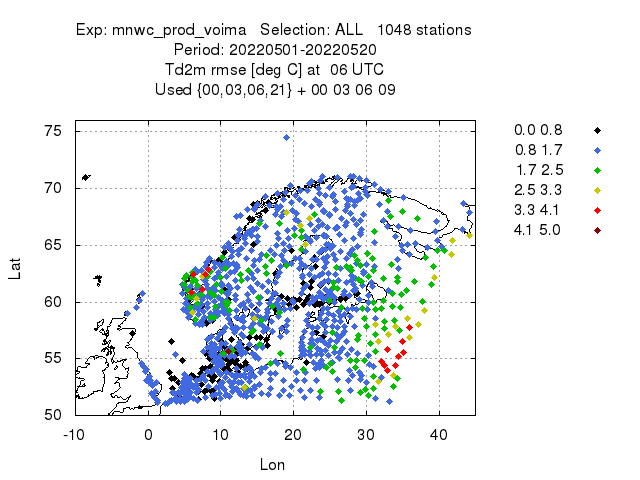 Exp: mnwc_prod_voima Selection: ALL 1048 stations
Period: 20220501-20220520
Td2m rmse [deg C] at 06 UTC
Used {00,03,06,21} + 00 03 06 09
0.0 0.8
0.8 1.7
1.7 2.5
2.5 3.3
3.3 4.1
4.1 5.0
75
70
65
60
55
50
Lat
-10 0 10 20 30 40
Lon